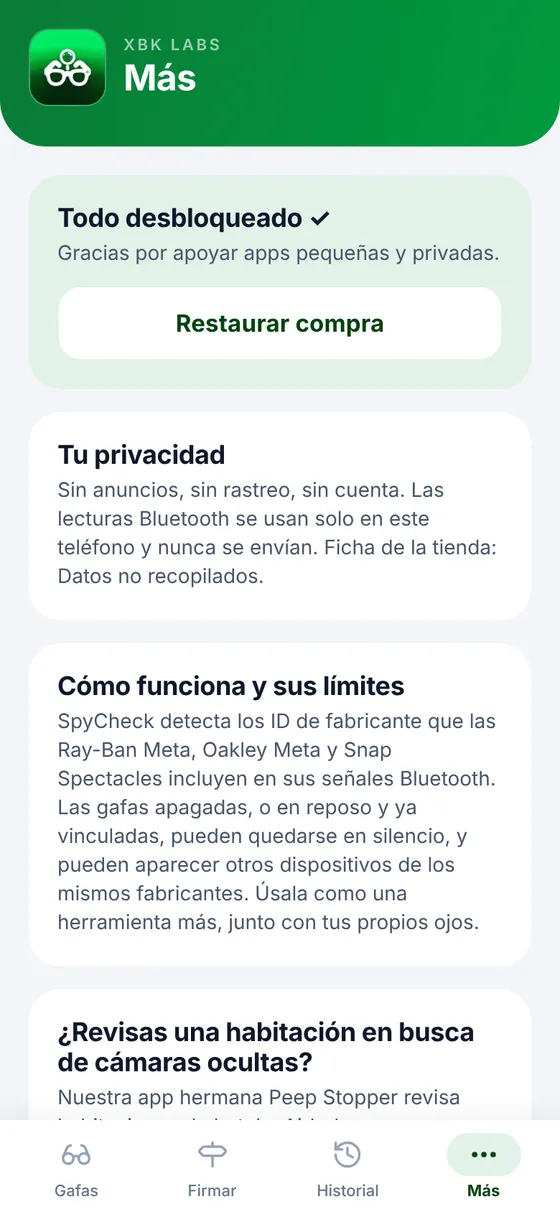 XBK LABS
Más
Todo desbloqueado ✓
Gracias por apoyar apps pequeñas y privadas.
Restaurar compra
Tu privacidad
Sin anuncios, sin rastreo, sin cuenta. Las
lecturas Bluetooth se usan solo en este
teléfono y nunca se envían. Ficha de la tienda:
Datos no recopilados.
Cómo funciona y sus límites
SpyCheck detecta los ID de fabricante que las
Ray-Ban Meta, Oakley Meta y Snap
Spectacles incluyen en sus señales Bluetooth.
Las gafas apagadas, o en reposo y ya
vinculadas, pueden quedarse en silencio, y
pueden aparecer otros dispositivos de los
mismos fabricantes. Úsala como una
herramienta más, junto con tus propios ojos.
¿Revisas una habitación en busca
de cámaras ocultas?
Nuestra app hermana Peep Stopper revisa
Gafas
Firmar
Historial
Más